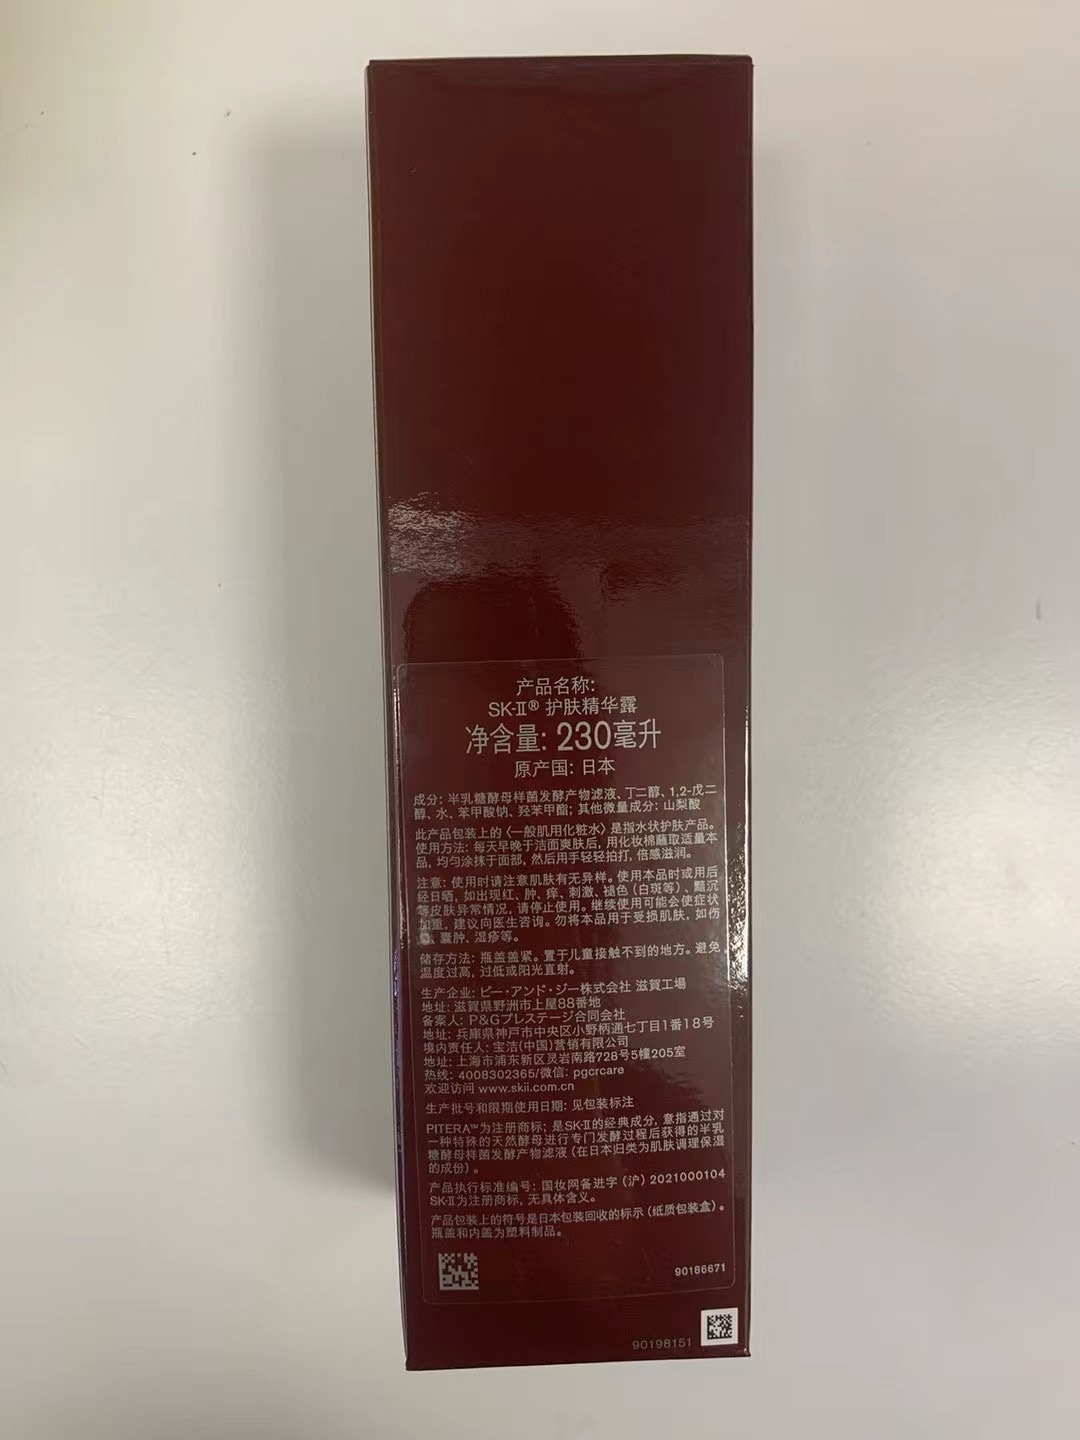 产品名称:
SK-II® 护肤精华露
净含量: 230毫升
原产国: 日本
成分: 半乳糖酵母样菌发酵产物滤液、丁二醇、1,2-戊二
醇、水、苯甲酸钠、羟苯甲酯; 其他微量成分: 山梨酸
此产品包装上的〈一般肌用化粧水〉是指水状护肤产品。
使用方法: 每天早晚于洁面爽肤后, 用化妆棉蘸取适量本
品, 均匀涂抹于面部, 然后用手轻轻拍打, 倍感滋润。
注意: 使用时请注意肌肤有无异样。使用本品时或用后
经日晒, 如出现红、肿、痒、刺激、褪色 (白斑等) 、黯沉
等皮肤异常情况, 请停止使用。继续使用可能会使症状
加重, 建议向医生咨询。勿将本品用于受损肌肤, 如伤
、囊肿、湿疹等。
储存方法: 瓶盖盖紧。置于儿童接触不到的地方。避免
温度过高, 过低或阳光直射。
生产企业: ピー・アンド・ジー株式会社 滋賀工場
地址: 滋賀県野洲市上屋88番地
备案人: P&Gプレステージ合同会社
地址: 兵庫県神戸市中央区小野柄通七丁目1番18号
境内责任人: 宝洁(中国)营销有限公司
地址: 上海市浦东新区灵岩南路728号5幢205室
热线: 4008302365/微信: pgcrcare
欢迎访问 www.skii.com.cn
生产批号和限期使用日期: 见包装标注
PITERA™为注册商标; 是SK-II的经典成分, 意指通过对
一种特殊的天然酵母进行专门发酵过程后获得的半乳
糖酵母样菌发酵产物滤液 (在日本归类为肌肤调理保湿
的成份) 。
产品执行标准编号: 国妆网备进字 (沪) 2021000104
SK-II为注册商标, 无具体含义。
产品包装上的符号是日本包装回收的标示 (纸质包装盒) 。
瓶盖和内盖为塑料制品。
90186671
90198151